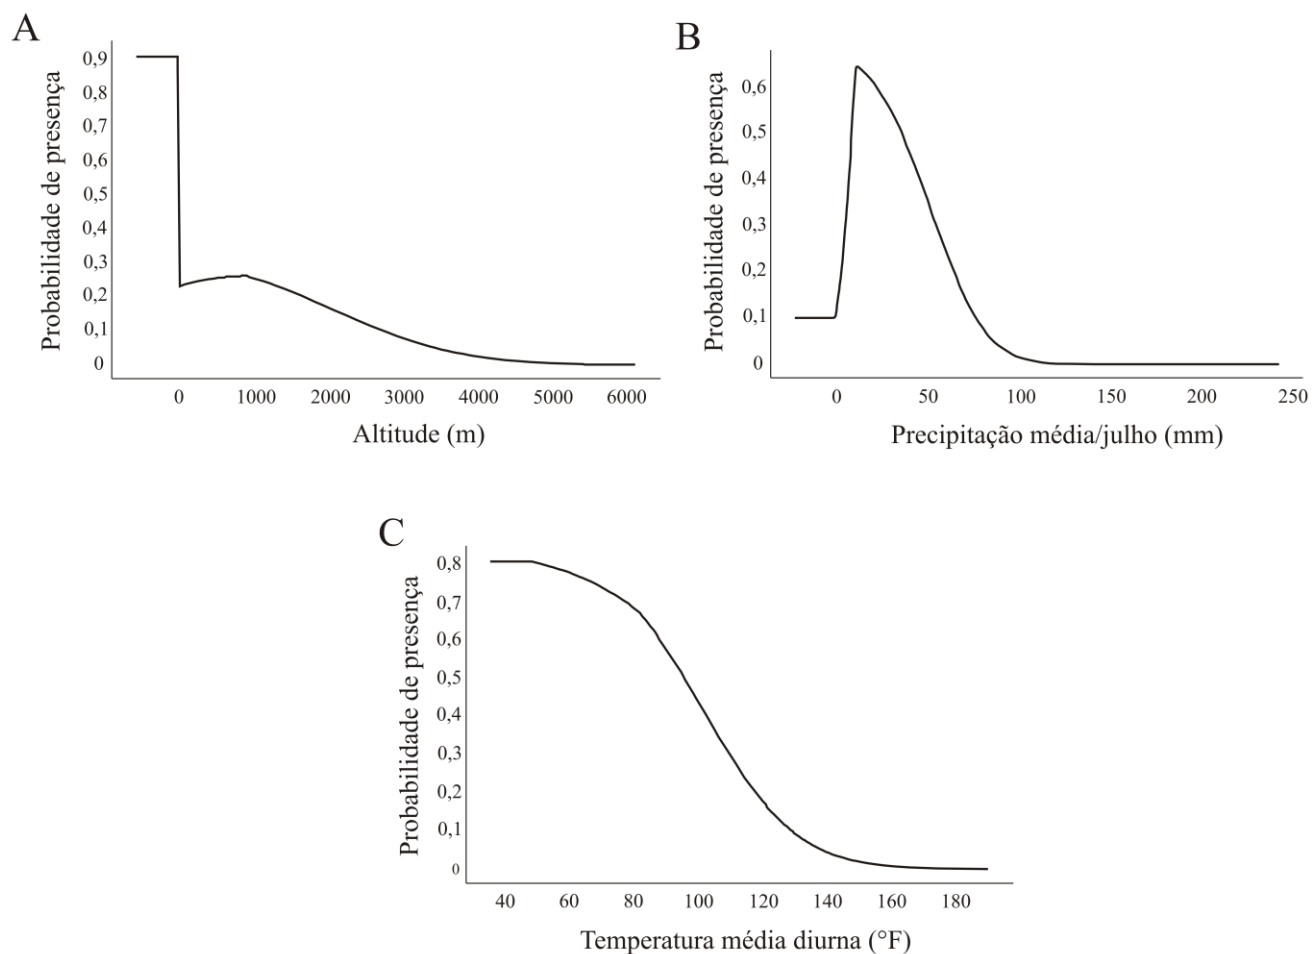 A
Probabilidade de presença
0,9
0,8
0,7
0,6
0,5
0,4
0,3
0,2
0,1
0
0 1000 2000 3000 4000 5000 6000
Altitude (m)
B
Probabilidade de presença
0,6
0,5
0,4
0,3
0,2
0,1
0
0 50 100 150 200 250
Precipitação média/julho (mm)
C
Probabilidade de presença
0,8
0,7
0,6
0,5
0,4
0,3
0,2
0,1
0
40 60 80 100 120 140 160 180
Temperatura média diurna (°F)